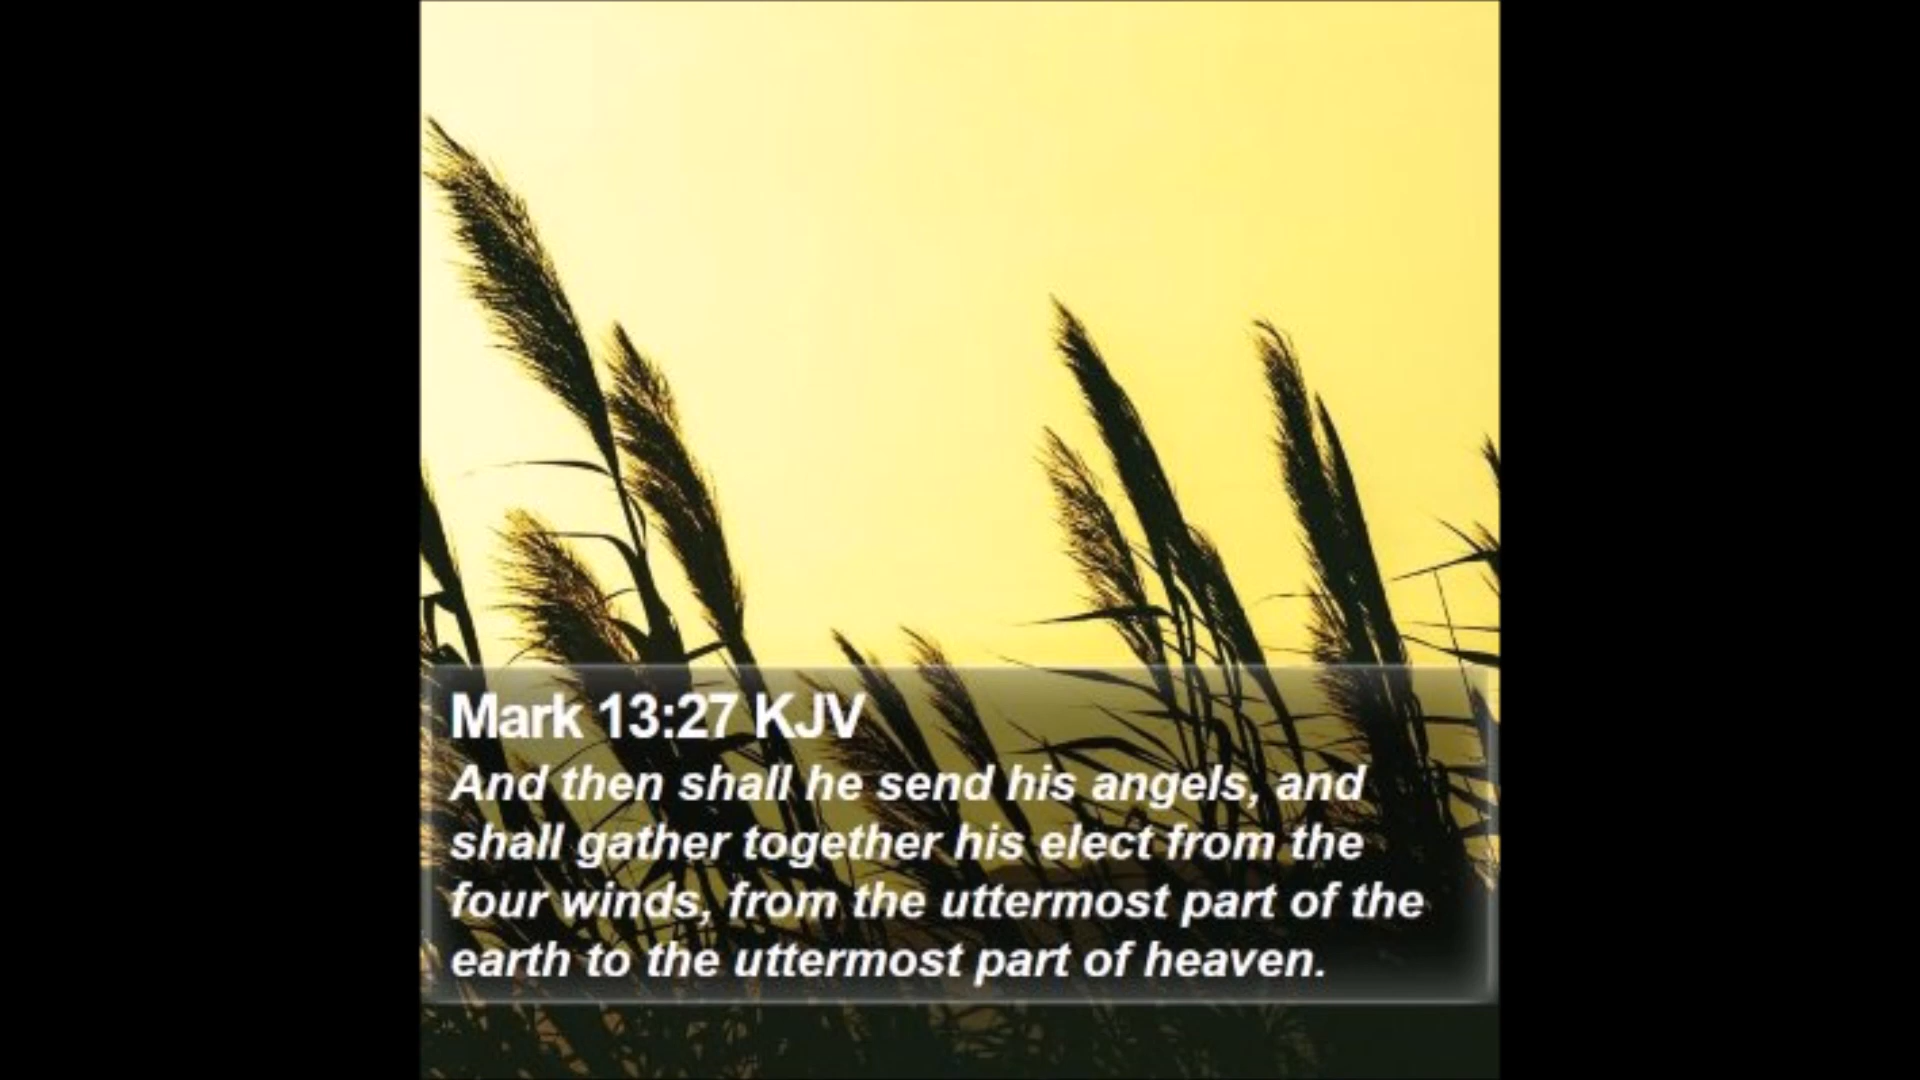 Mark 13:27 KJV
And then shall he send his angels, and
shall gather together his elect from the
four winds, from the uttermost part of the
earth to the uttermost part of heaven.